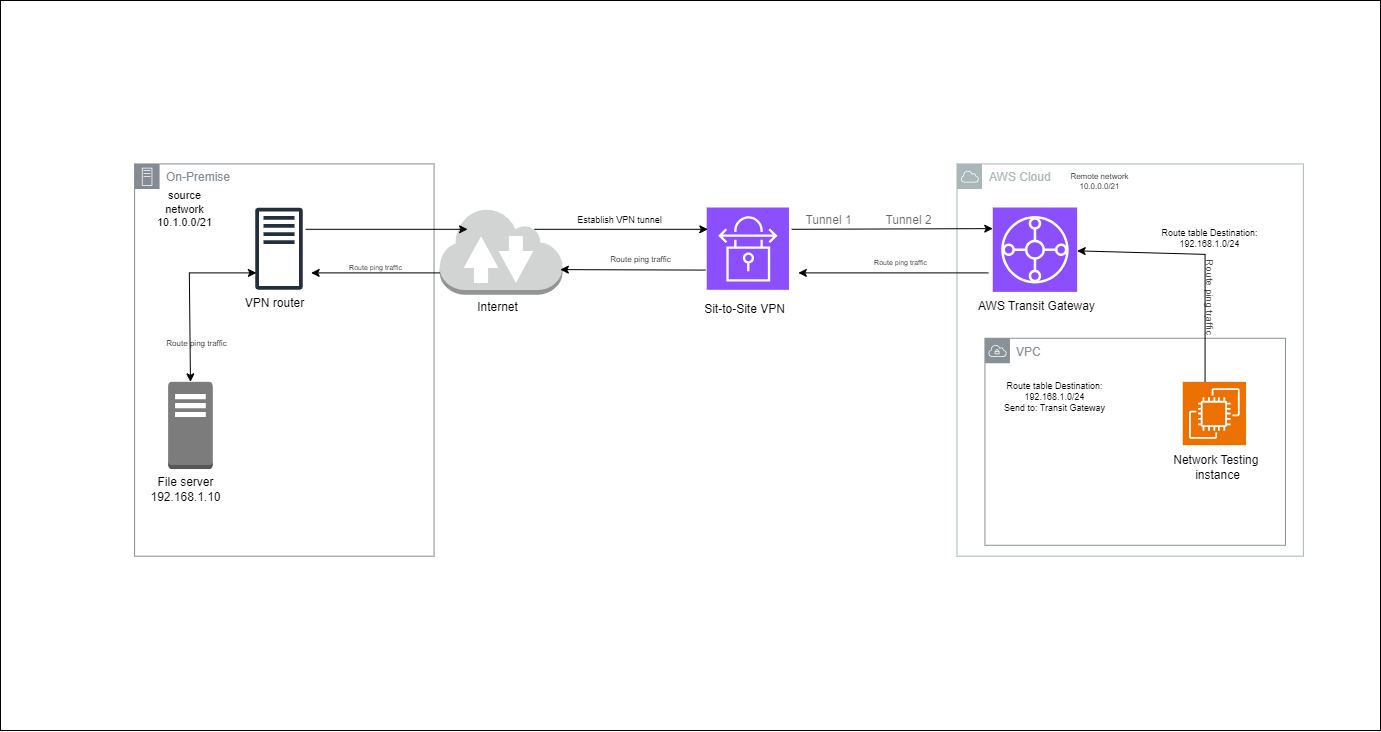 On-Premise
source
network
10.1.0.0/21
VPN router
Route ping traffic
File server
192.168.1.10
Route ping traffic
Internet
Establish VPN tunnel
Route ping traffic
Sit-to-Site VPN
Tunnel 1
Tunnel 2
Route ping traffic
AWS Cloud
Remote network
10.0.0.0/21
AWS Transit Gateway
Route table Destination:
192.168.1.0/24
Route ping traffic
VPC
Route table Destination:
192.168.1.0/24
Send to: Transit Gateway
Network Testing
instance